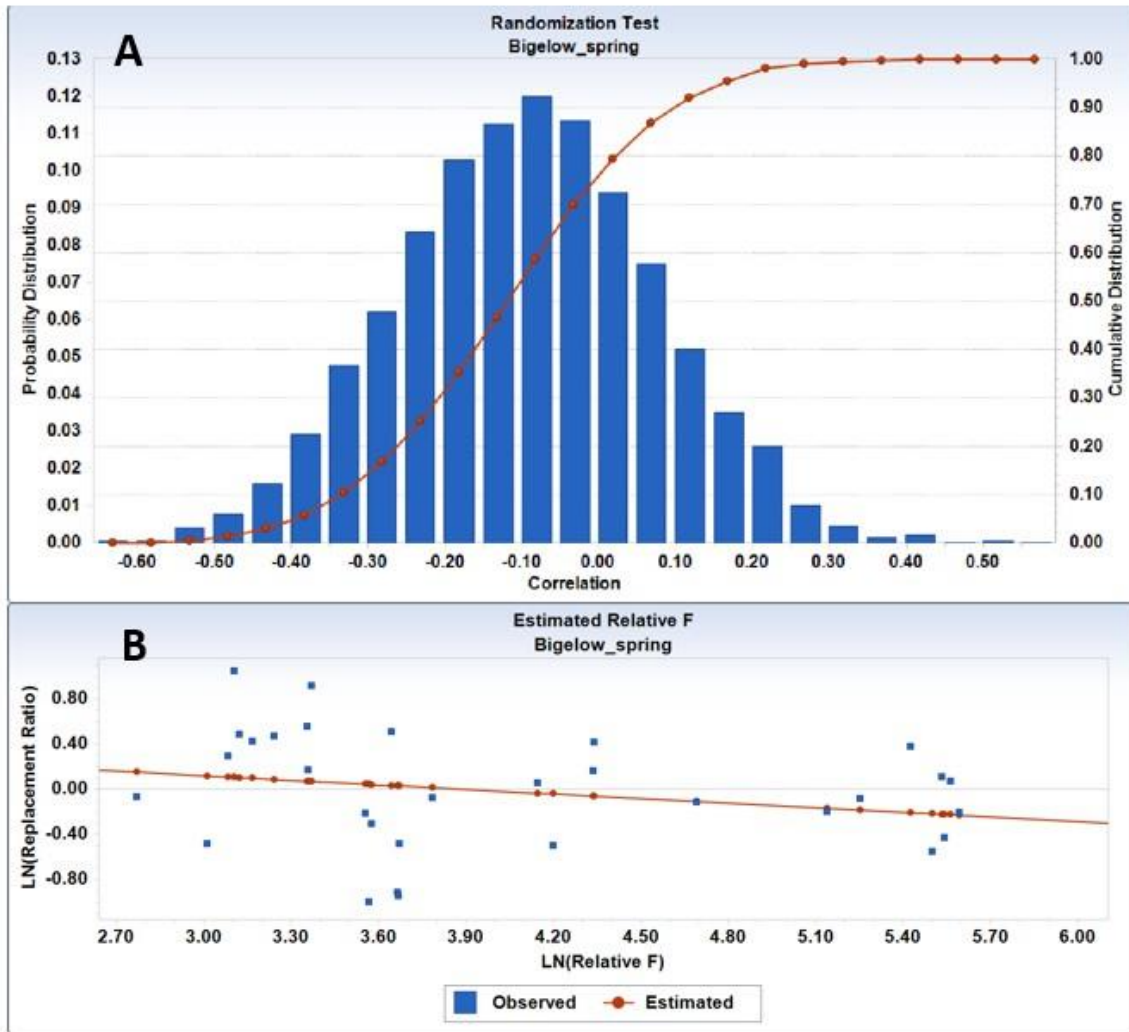 A
Randomization Test
Bigelow_spring
Probability Distribution
0.13
0.12
0.11
0.10
0.09
0.08
0.07
0.06
0.05
0.04
0.03
0.02
0.01
0.00
1.00
0.90
0.80
0.70
0.60
0.50
0.40
0.30
0.20
0.10
0.00
Cumulative Distribution
-0.60 -0.50 -0.40 -0.30 -0.20 -0.10 0.00 0.10 0.20 0.30 0.40 0.50
Correlation
B
Estimated Relative F
Bigelow_spring
LN(Replacement Ratio)
0.80
0.40
0.00
-0.40
-0.80
2.70 3.00 3.30 3.60 3.90 4.20 4.50 4.80 5.10 5.40 5.70 6.00
LN(Relative F)
Observed Estimated